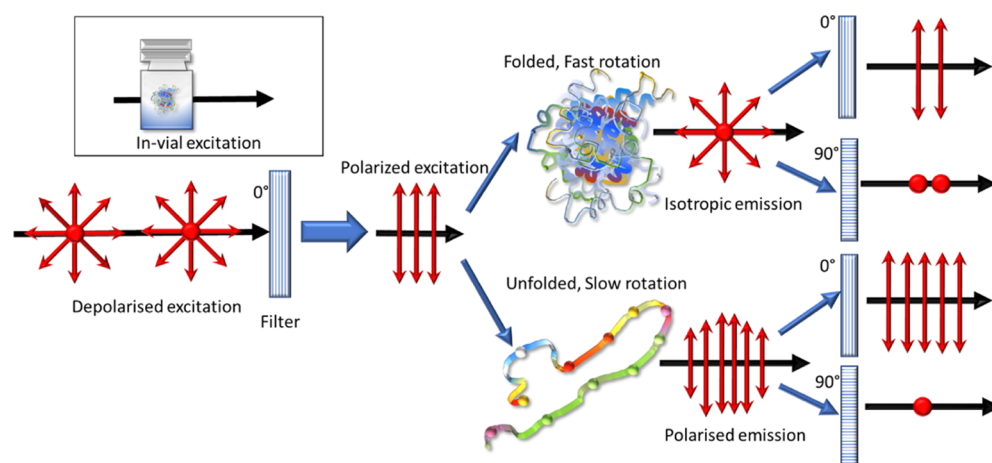 In-vial excitation
Depolarised excitation
0°
Filter
Polarized excitation
Folded, Fast rotation
Isotropic emission
0°
90°
Unfolded, Slow rotation
Polarised emission
0°
90°